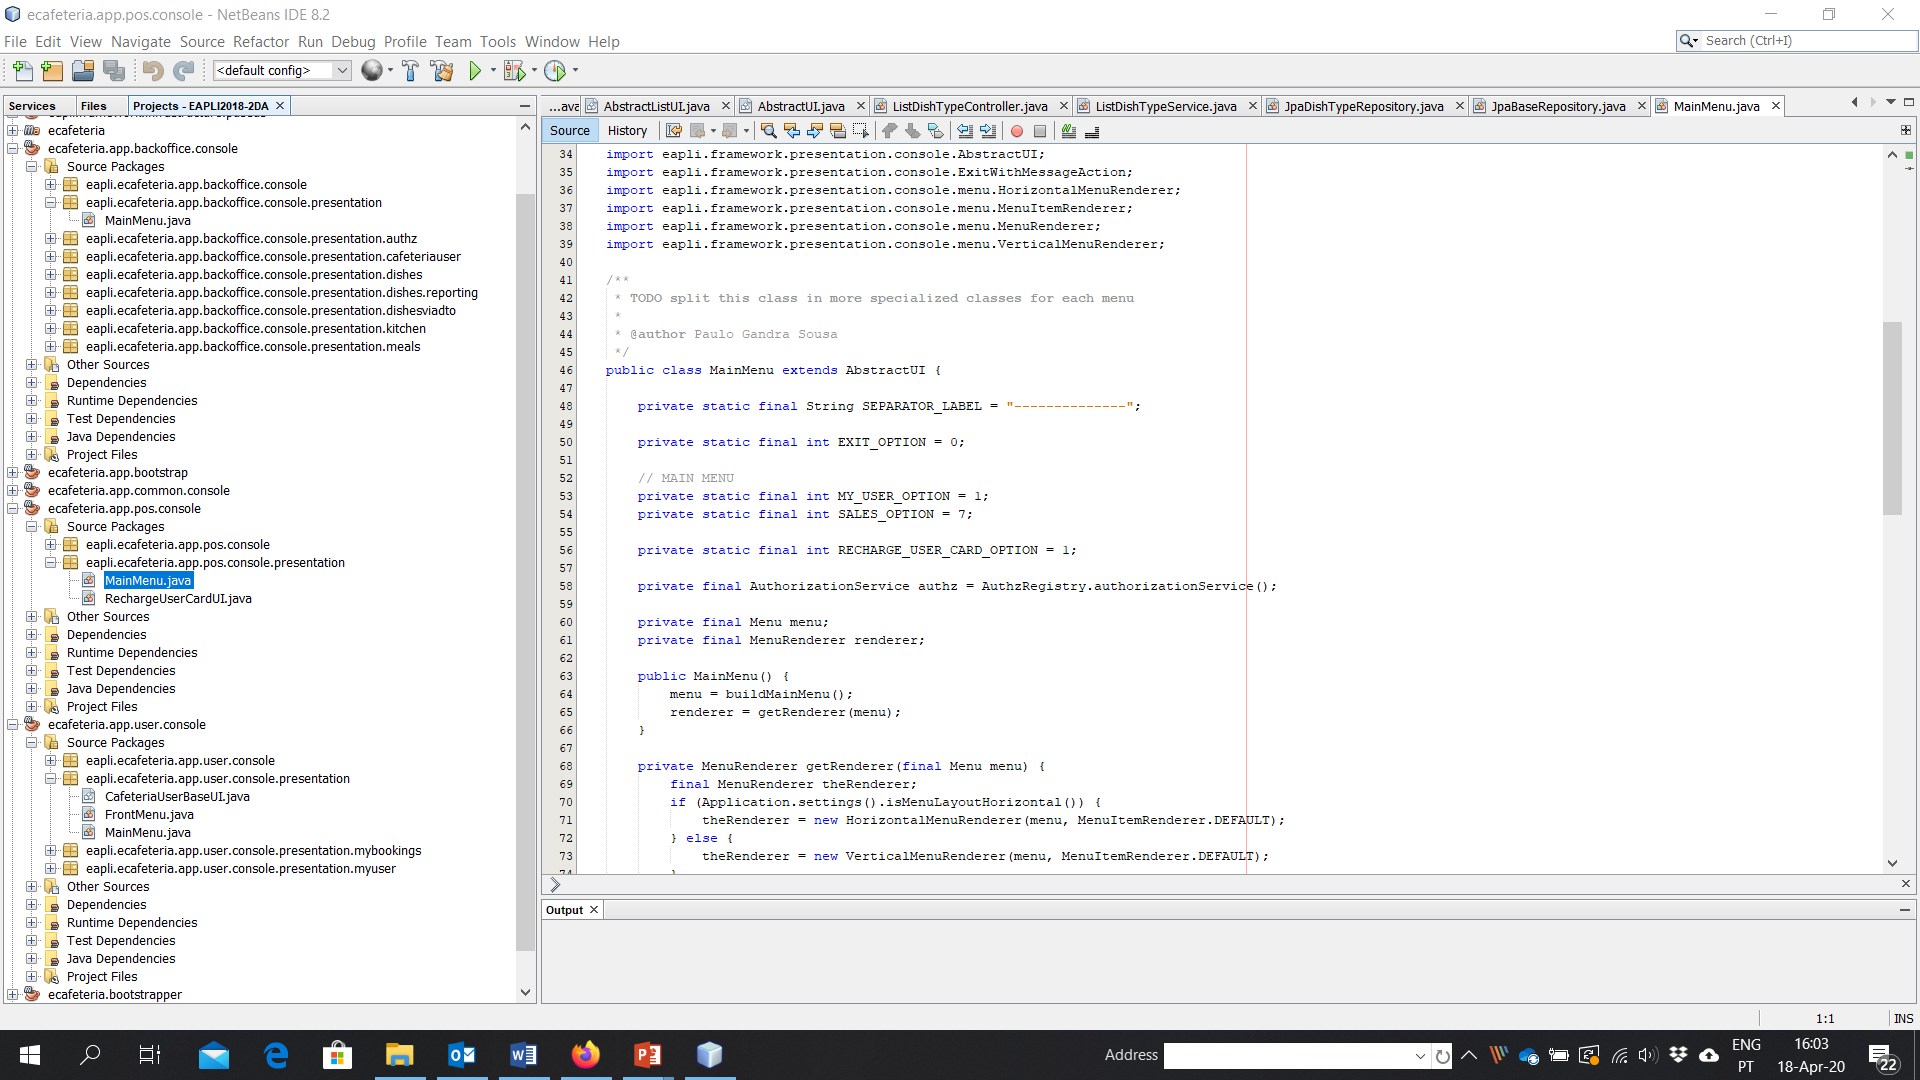 ecafeteria.app.pos.console - NetBeans IDE 8.2
File Edit View Navigate Source Refactor Run Debug Profile Team Tools Window Help
Search (Ctrl+I)
<default config>
Services Files Projects - EAPLI2018-2DA
ecafeteria
ecafeteria.app.backoffice.console
Source Packages
eapli.ecafeteria.app.backoffice.console
eapli.ecafeteria.app.backoffice.console.presentation
MainMenu.java
eapli.ecafeteria.app.backoffice.console.presentation.authz
eapli.ecafeteria.app.backoffice.console.presentation.cafeteriauser
eapli.ecafeteria.app.backoffice.console.presentation.dishes
eapli.ecafeteria.app.backoffice.console.presentation.dishes.reporting
eapli.ecafeteria.app.backoffice.console.presentation.dishesviadto
eapli.ecafeteria.app.backoffice.console.presentation.kitchen
eapli.ecafeteria.app.backoffice.console.presentation.meals
Other Sources
Dependencies
Runtime Dependencies
Test Dependencies
Java Dependencies
Project Files
ecafeteria.app.bootstrap
ecafeteria.app.common.console
ecafeteria.app.pos.console
Source Packages
eapli.ecafeteria.app.pos.console
eapli.ecafeteria.app.pos.console.presentation
MainMenu.java
RechargeUserCardUI.java
Other Sources
Dependencies
Runtime Dependencies
Test Dependencies
Java Dependencies
Project Files
ecafeteria.app.user.console
Source Packages
eapli.ecafeteria.app.user.console
eapli.ecafeteria.app.user.console.presentation
CafeteriaUserBaseUI.java
FrontMenu.java
MainMenu.java
eapli.ecafeteria.app.user.console.presentation.mybookings
eapli.ecafeteria.app.user.console.presentation.myuser
Other Sources
Dependencies
Runtime Dependencies
Test Dependencies
Java Dependencies
Project Files
ecafeteria.bootstrapper
...ava AbstractListUI.java AbstractUI.java ListDishTypeController.java ListDishTypeService.java JpaDishTypeRepository.java JpaBaseRepository.java MainMenu.java
Source History
34 import eapli.framework.presentation.console.AbstractUI;
35 import eapli.framework.presentation.console.ExitWithMessageAction;
36 import eapli.framework.presentation.console.menu.HorizontalMenuRenderer;
37 import eapli.framework.presentation.console.menu.MenuItemRenderer;
38 import eapli.framework.presentation.console.menu.MenuRenderer;
39 import eapli.framework.presentation.console.menu.VerticalMenuRenderer;
40
41 /**
42 * TODO split this class in more specialized classes for each menu
43 *
44 * @author Paulo Gandra Sousa
45 */
46 public class MainMenu extends AbstractUI {
47
48 private static final String SEPARATOR_LABEL = "--------------";
49
50 private static final int EXIT_OPTION = 0;
51
52 // MAIN MENU
53 private static final int MY_USER_OPTION = 1;
54 private static final int SALES_OPTION = 7;
55
56 private static final int RECHARGE_USER_CARD_OPTION = 1;
57
58 private final AuthorizationService authz = AuthzRegistry.authorizationService();
59
60 private final Menu menu;
61 private final MenuRenderer renderer;
62
63 public MainMenu() {
64 menu = buildMainMenu();
65 renderer = getRenderer(menu);
66 }
67
68 private MenuRenderer getRenderer(final Menu menu) {
69 final MenuRenderer theRenderer;
70 if (Application.settings().isMenuLayoutHorizontal()) {
71 theRenderer = new HorizontalMenuRenderer(menu, MenuItemRenderer.DEFAULT);
72 } else {
73 theRenderer = new VerticalMenuRenderer(menu, MenuItemRenderer.DEFAULT);
74 }
Output
1:1 INS
Address
ENG
PT
16:03
18-Apr-20
22